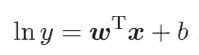 ln y = w^T x + b